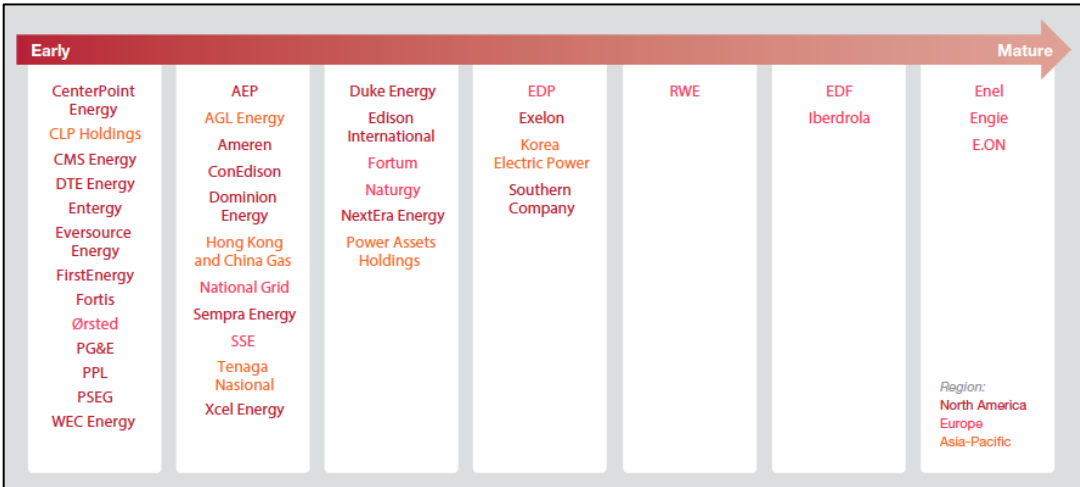 Early
Mature
CenterPoint
Energy
CLP Holdings
CMS Energy
DTE Energy
Entergy
Eversource
Energy
FirstEnergy
Fortis
Ørsted
PG&E
PPL
PSEG
WEC Energy
AEP
AGL Energy
Ameren
ConEdison
Dominion
Energy
Hong Kong
and China Gas
National Grid
Sempra Energy
SSE
Tenaga
Nasional
Xcel Energy
Duke Energy
Edison
International
Fortum
Naturgy
NextEra Energy
Power Assets
Holdings
EDP
Exelon
Korea
Electric Power
Southern
Company
RWE
EDF
Iberdrola
Enel
Engie
E.ON
Region:
North America
Europe
Asia-Pacific